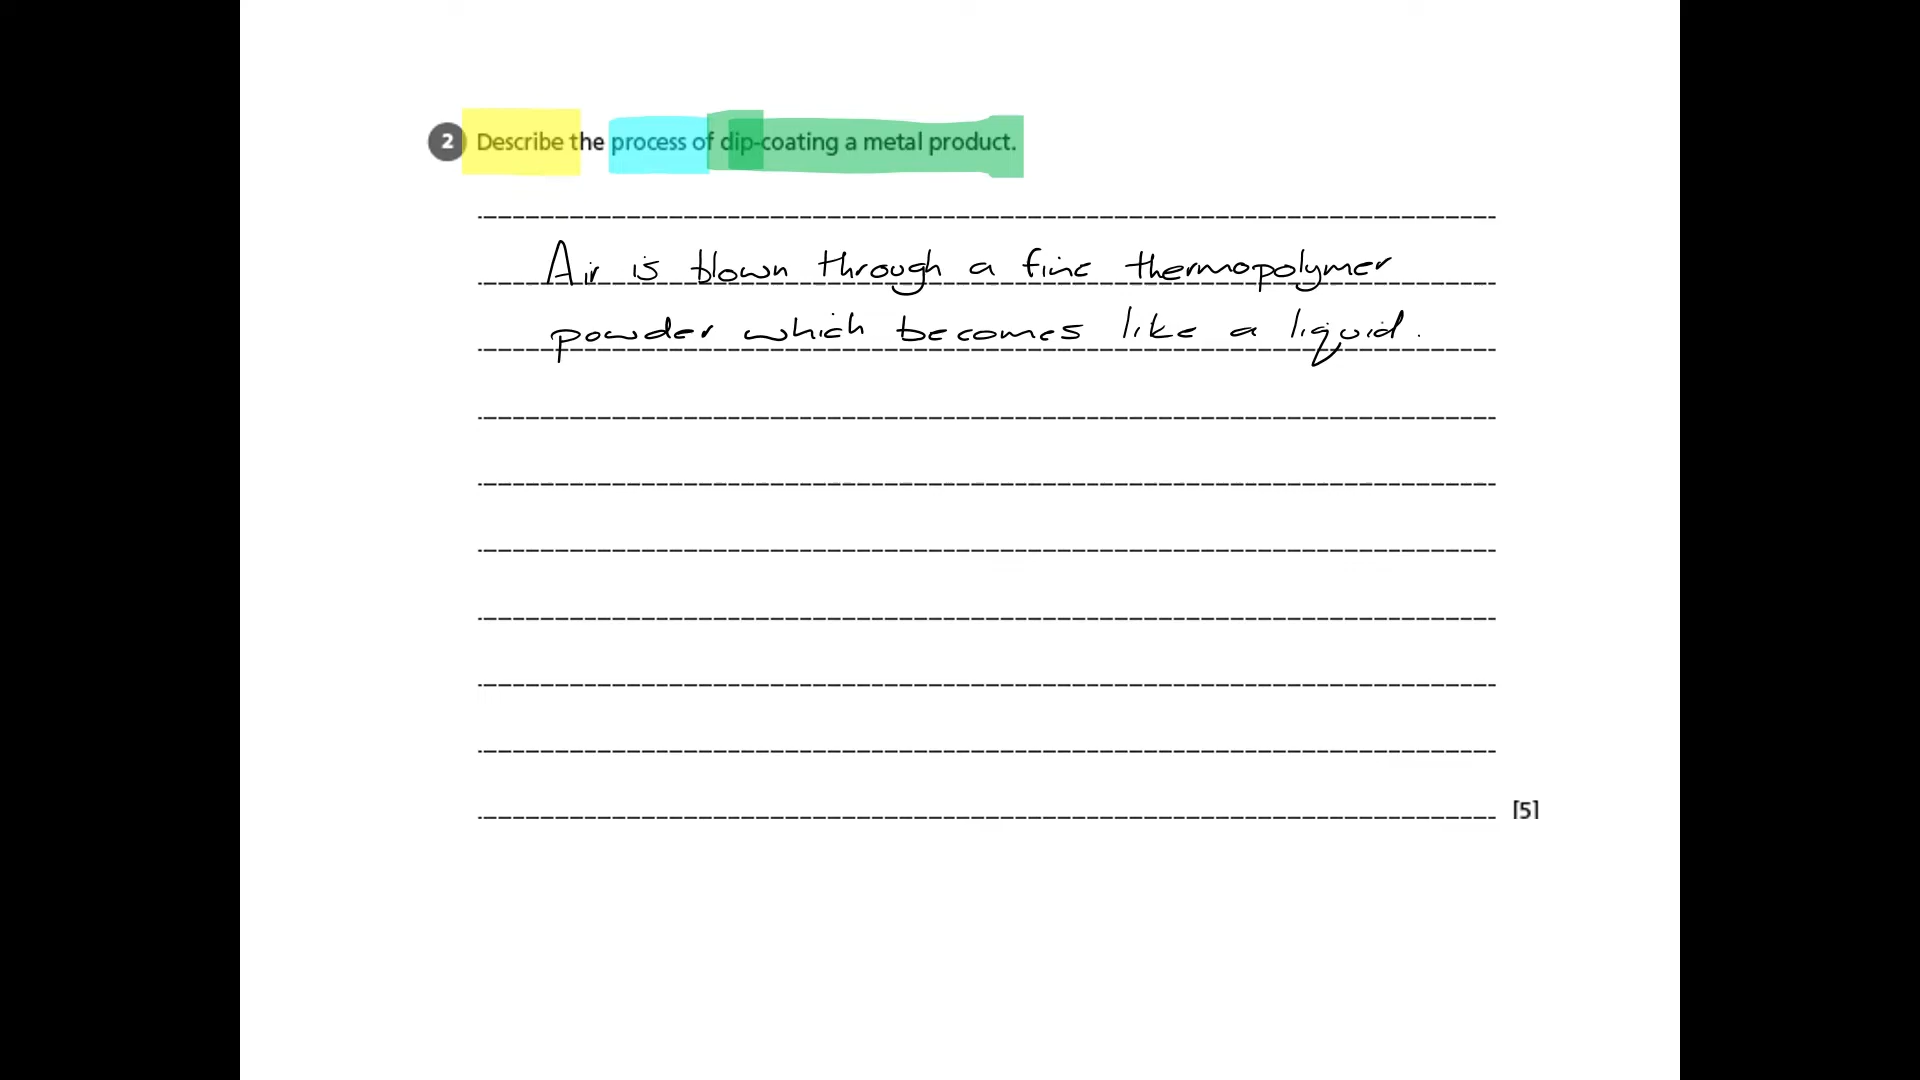 2 Describe the process of dip-coating a metal product.
Air is blown through a fine thermopolymer
powder which becomes like a liquid.
[5]